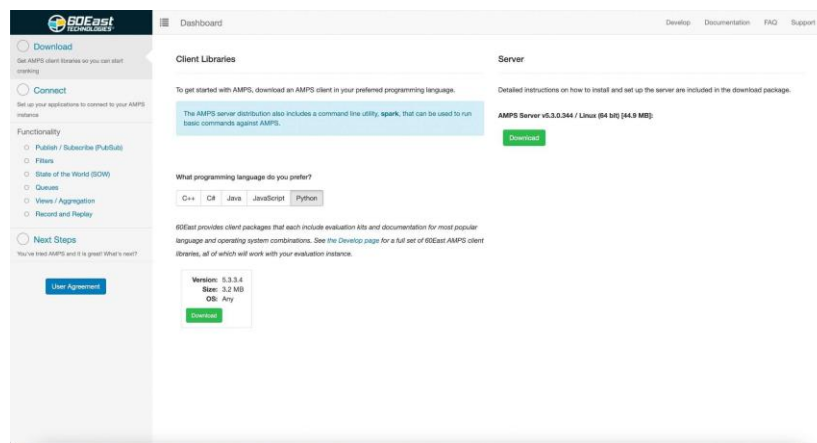 60East
TECHNOLOGIES
Dashboard
Develop Documentation FAQ Support
Download
Get AMPS client libraries so you can start
cranking
Connect
Set up your applications to connect to your AMPS
instance
Functionality
Publish / Subscribe (PubSub)
Filters
State of the World (SOW)
Queues
Views / Aggregation
Record and Replay
Next Steps
You've tried AMPS and it is great! What's next?
User Agreement
Client Libraries
To get started with AMPS, download an AMPS client in your preferred programming language.
The AMPS server distribution also includes a command line utility, spark, that can be used to run
basic commands against AMPS.
What programming language do you prefer?
C++ C# Java JavaScript Python
60East provides client packages that each include evaluation kits and documentation for most popular
language and operating system combinations. See the Develop page for a full set of 60East AMPS client
libraries, all of which will work with your evaluation instance.
Version: 5.3.3.4
Size: 3.2 MB
OS: Any
Download
Server
Detailed instructions on how to install and set up the server are included in the download package.
AMPS Server v5.3.0.344 / Linux (64 bit) [44.9 MB]:
Download